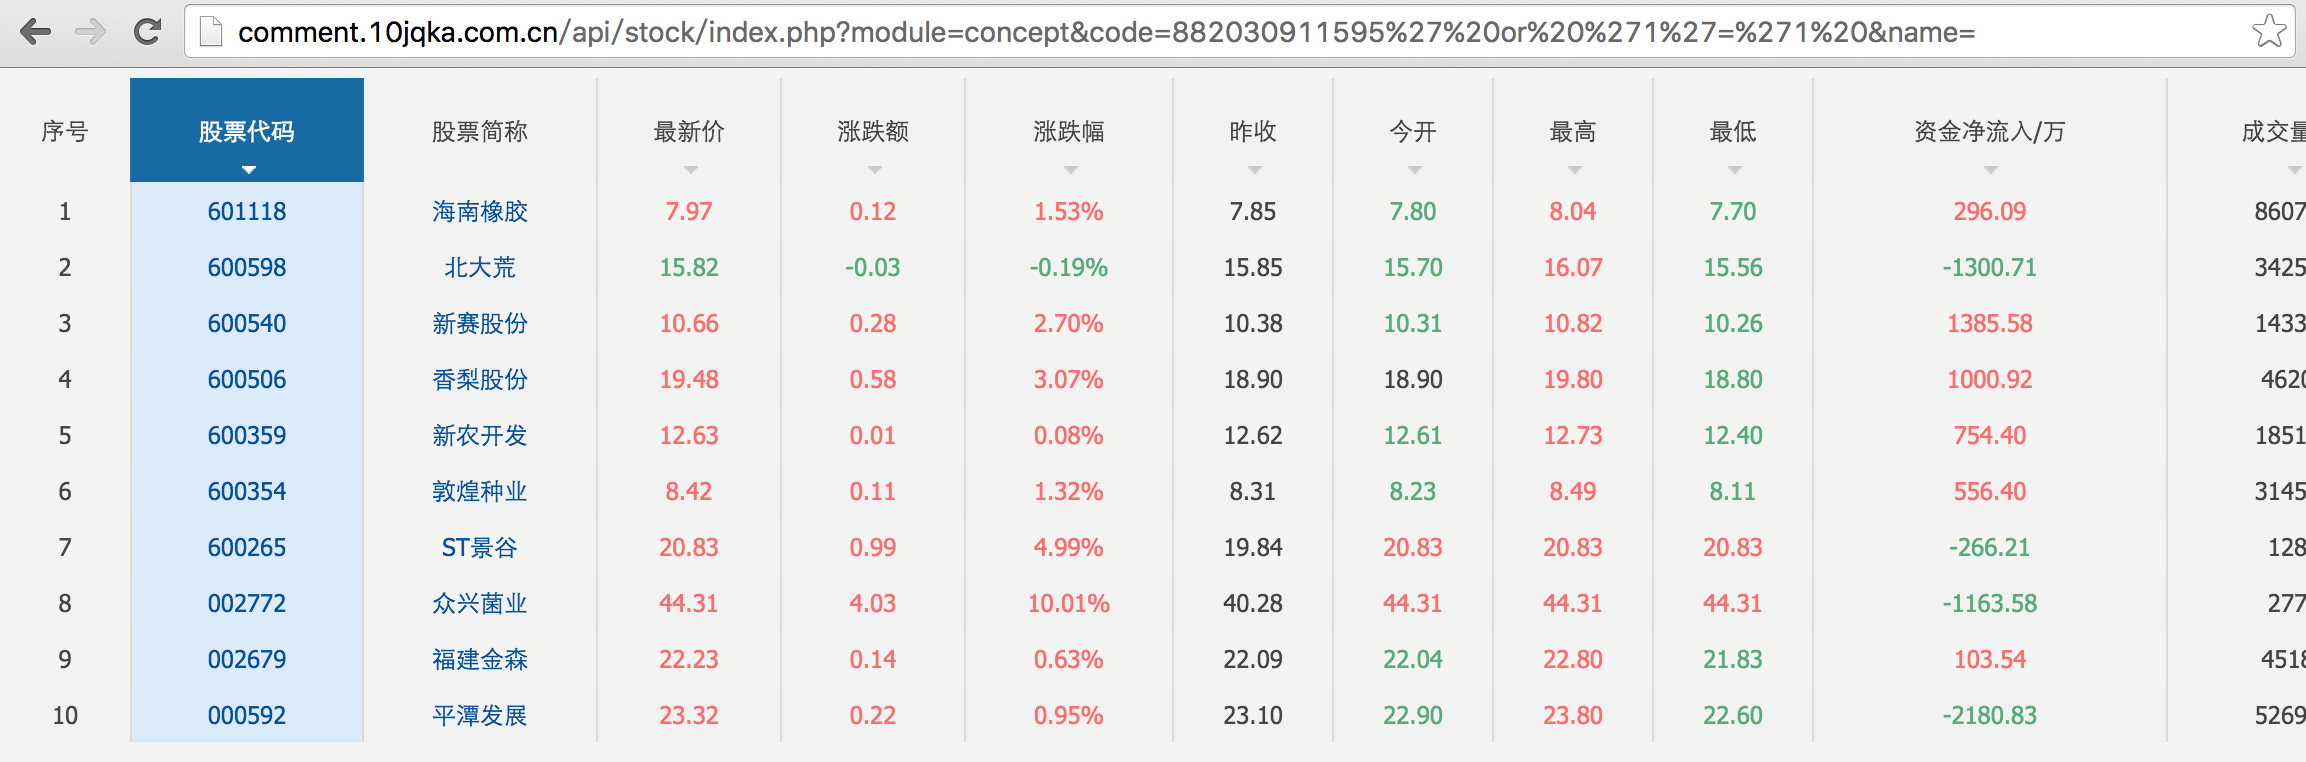 comment.10jqka.com.cn/api/stock/index.php?module=concept&code=882030911595%27%20or%20%271%27=%271%20&name=
序号 股票代码 股票简称 最新价 涨跌额 涨跌幅 昨收 今开 最高 最低 资金净流入/万 成交量
1 601118 海南橡胶 7.97 0.12 1.53% 7.85 7.80 8.04 7.70 296.09 8607
2 600598 北大荒 15.82 -0.03 -0.19% 15.85 15.70 16.07 15.56 -1300.71 3425
3 600540 新赛股份 10.66 0.28 2.70% 10.38 10.31 10.82 10.26 1385.58 1433
4 600506 香梨股份 19.48 0.58 3.07% 18.90 18.90 19.80 18.80 1000.92 4620
5 600359 新农开发 12.63 0.01 0.08% 12.62 12.61 12.73 12.40 754.40 1851
6 600354 敦煌种业 8.42 0.11 1.32% 8.31 8.23 8.49 8.11 556.40 3145
7 600265 ST景谷 20.83 0.99 4.99% 19.84 20.83 20.83 20.83 -266.21 128
8 002772 众兴菌业 44.31 4.03 10.01% 40.28 44.31 44.31 44.31 -1163.58 277
9 002679 福建金森 22.23 0.14 0.63% 22.09 22.04 22.80 21.83 103.54 4518
10 000592 平潭发展 23.32 0.22 0.95% 23.10 22.90 23.80 22.60 -2180.83 5269